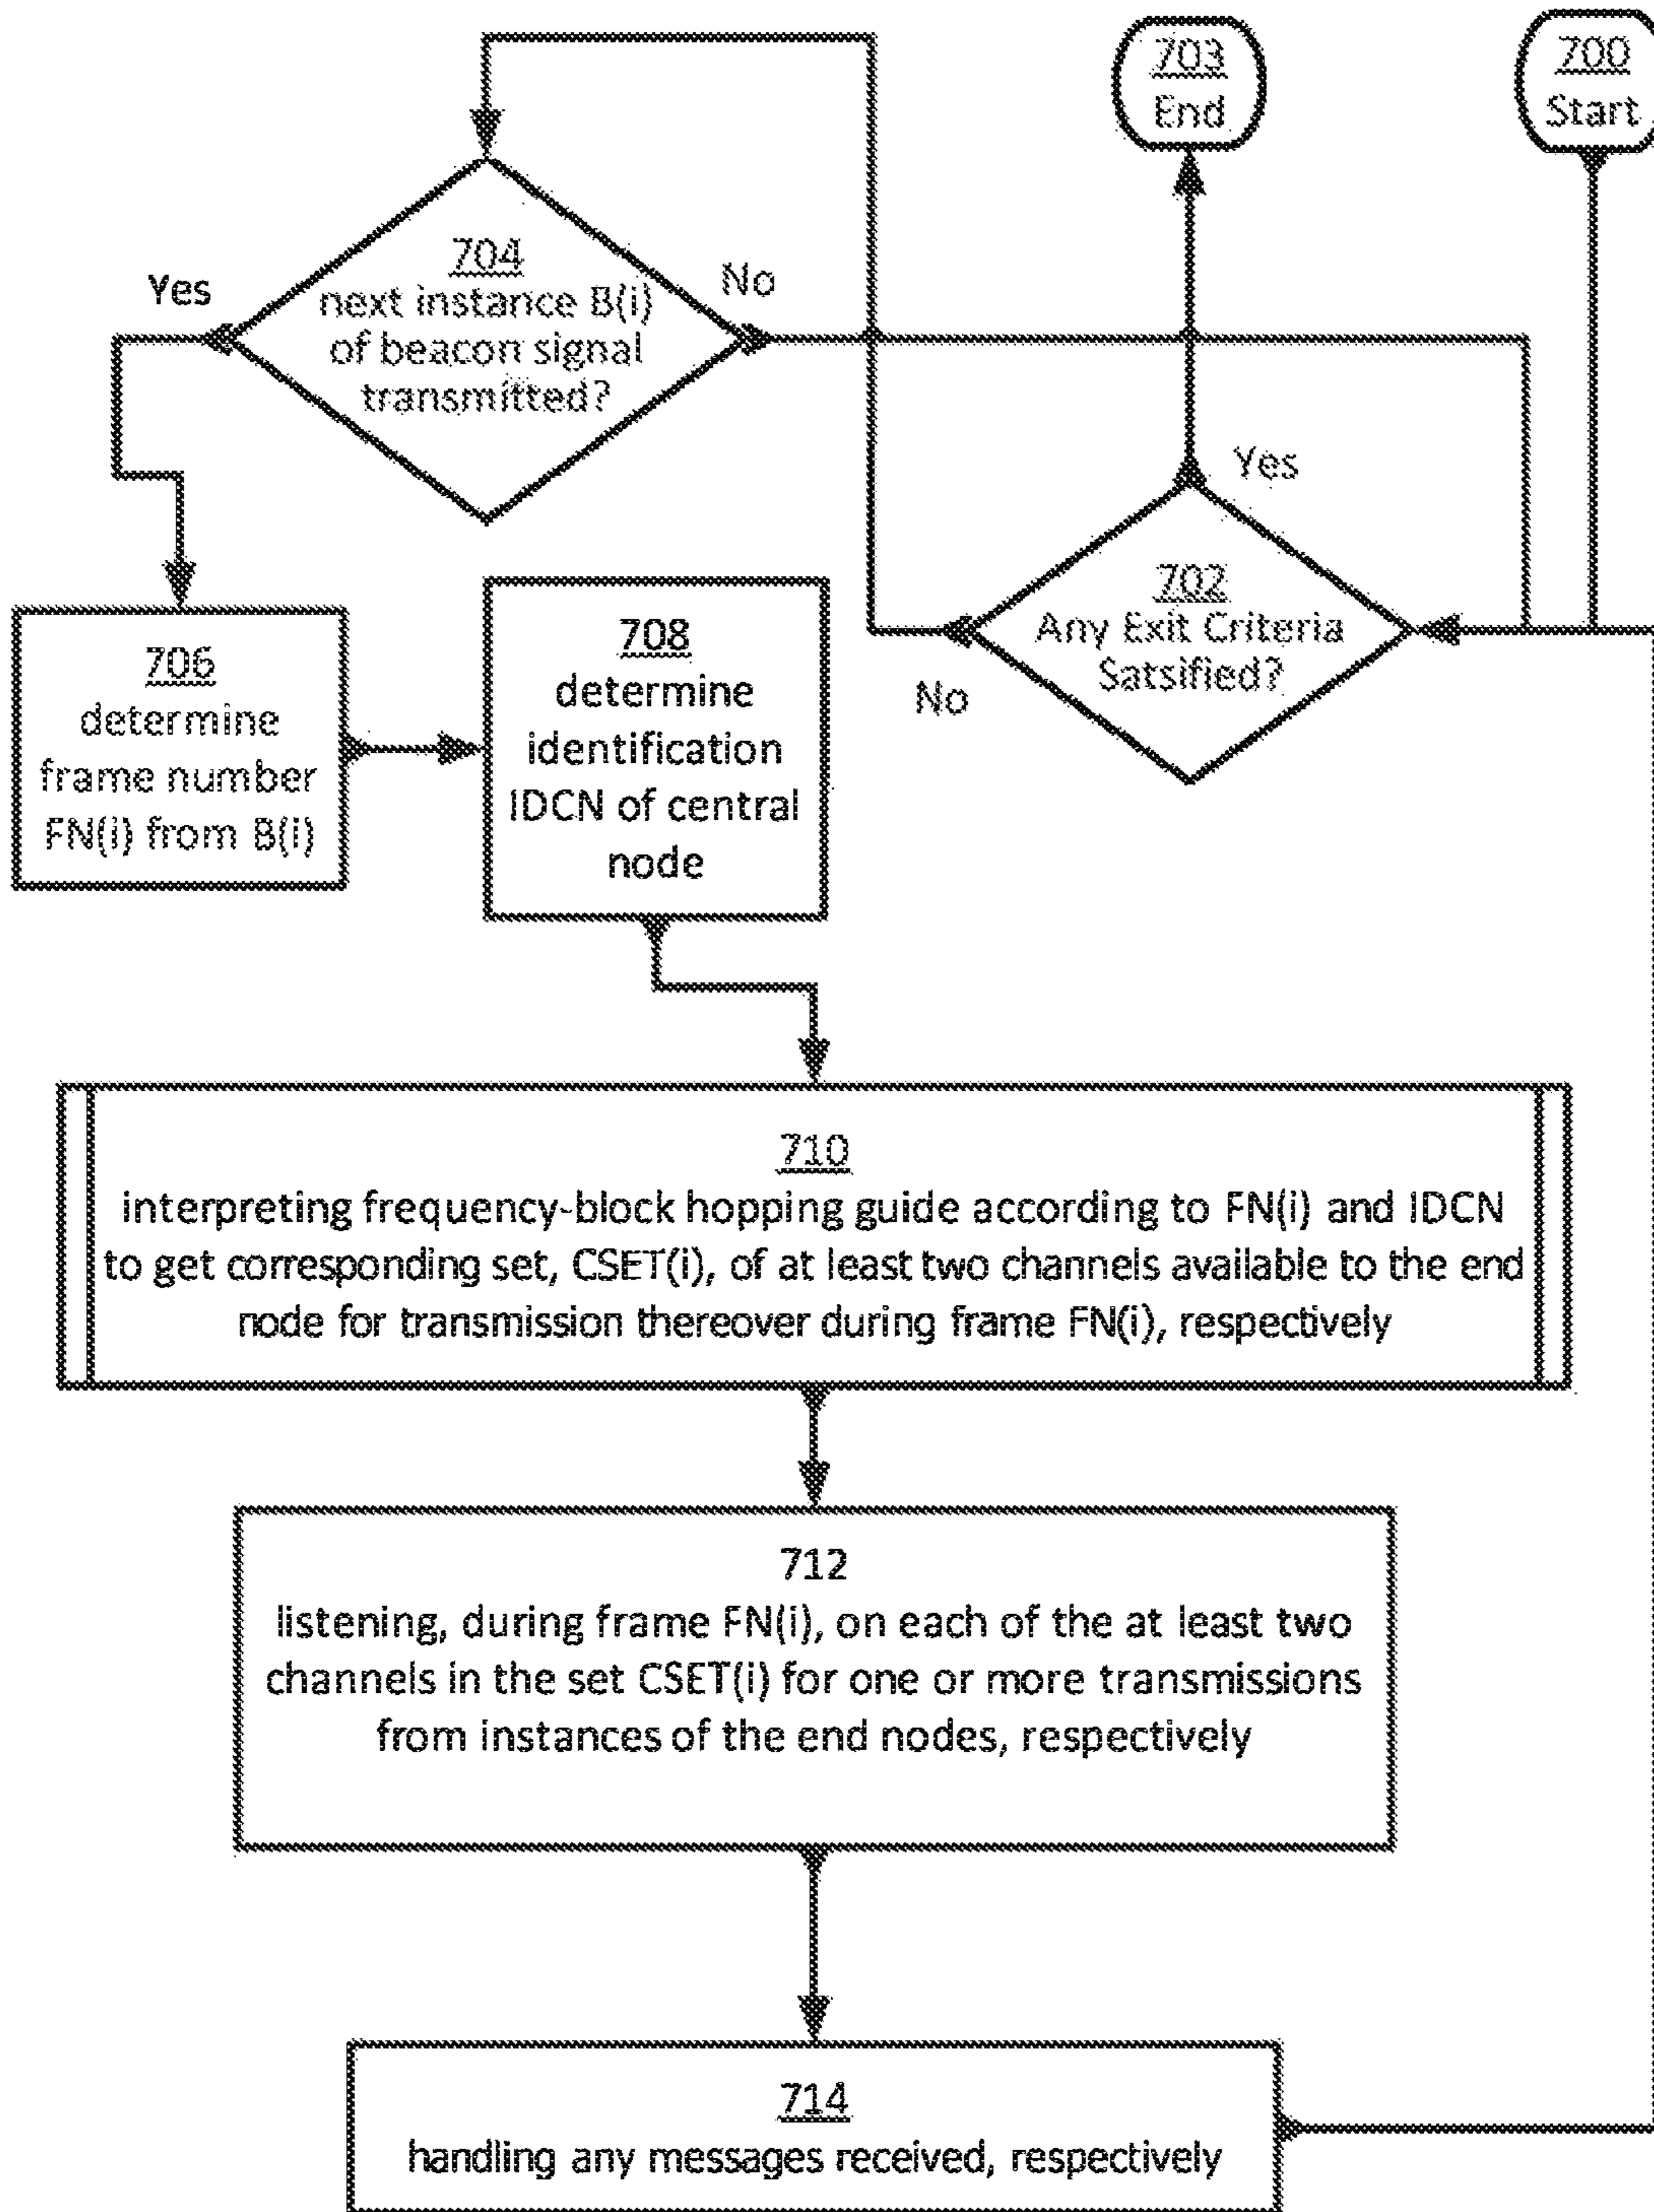 703
End
700
Start
704
next instance B(i)
of beacon signal
transmitted?
Yes
No
Yes
702
Any Exit Criteria
Satsified?
No
706
determine
frame number
FN(i) from B(i)
708
determine
identification
IDCN of central
node
710
interpreting frequency-block hopping guide according to FN(i) and IDCN
to get corresponding set, CSET(i), of at least two channels available to the end
node for transmission thereover during frame FN(i), respectively
712
listening, during frame FN(i), on each of the at least two
channels in the set CSET(i) for one or more transmissions
from instances of the end nodes, respectively
714
handling any messages received, respectively